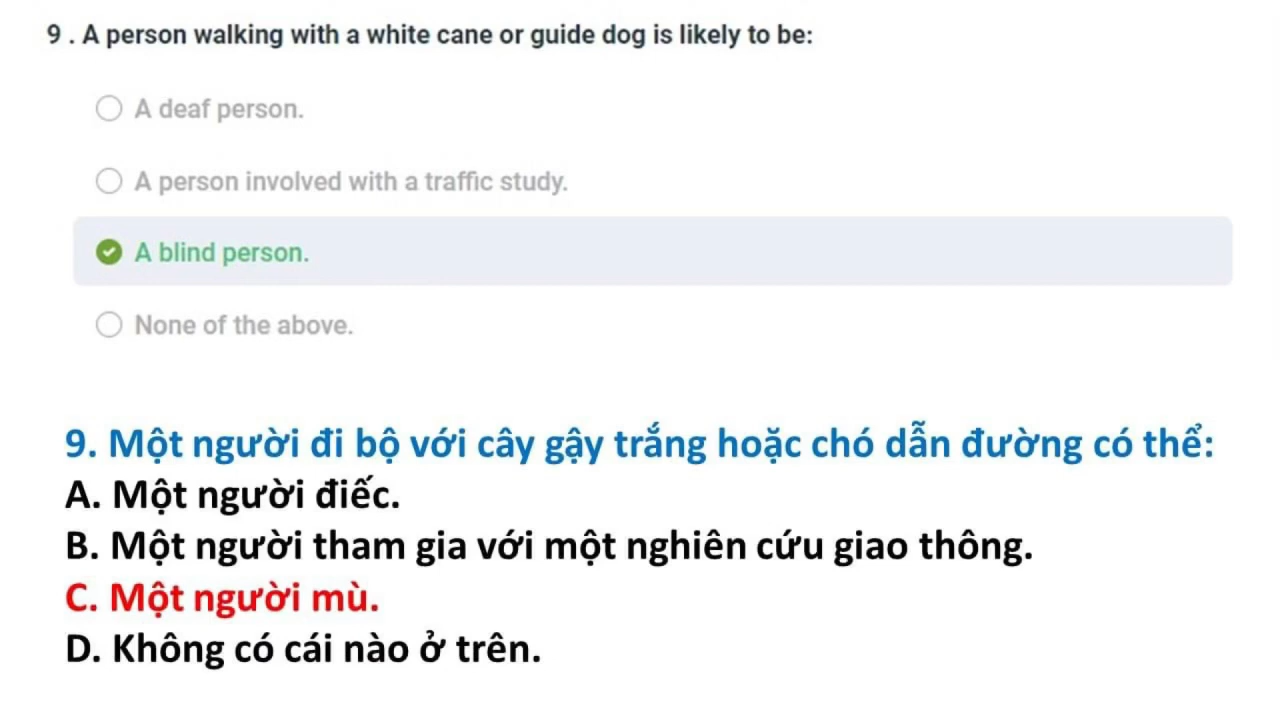 9 . A person walking with a white cane or guide dog is likely to be:
A deaf person.
A person involved with a traffic study.
A blind person.
None of the above.
9. Một người đi bộ với cây gậy trắng hoặc chó dẫn đường có thể:
A. Một người điếc.
B. Một người tham gia với một nghiên cứu giao thông.
C. Một người mù.
D. Không có cái nào ở trên.